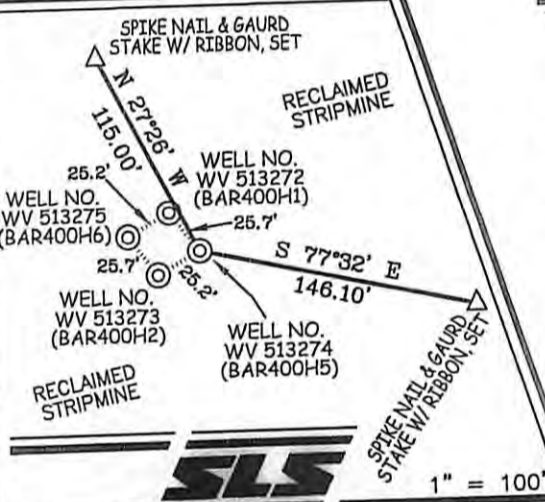 SPIKE NAIL & GAURD
STAKE W/ RIBBON, SET
N 27°26' W
115.00'
RECLAIMED
STRIPMINE
25.2'
WELL NO.
WV 513272
(BAR400H1)
25.7'
WELL NO.
WV 513275
(BAR400H6)
25.7'
25.2'
S 77°32' E
146.10'
WELL NO.
WV 513273
(BAR400H2)
WELL NO.
WV 513274
(BAR400H5)
SPIKE NAIL & GAURD
STAKE W/ RIBBON, SET
RECLAIMED
STRIPMINE
SLS
1" = 100'